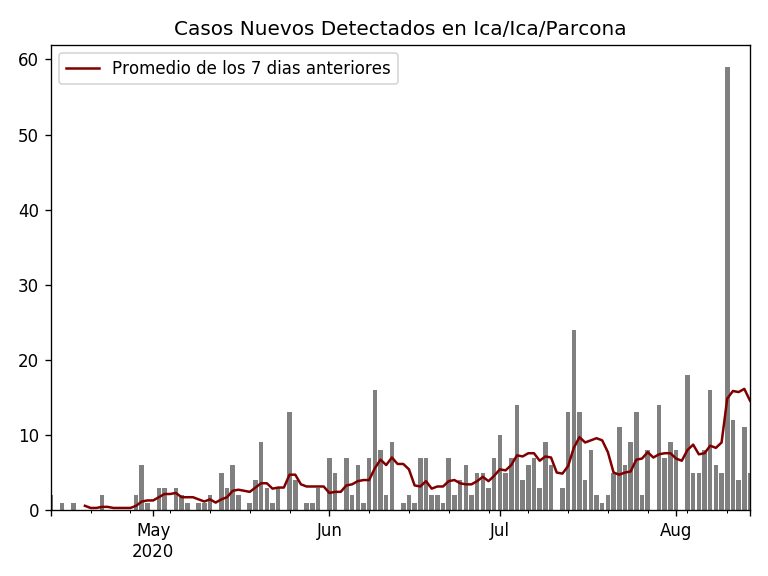 Casos Nuevos Detectados en Ica/Ica/Parcona
Promedio de los 7 dias anteriores
60
50
40
30
20
10
0
May
2020
Jun
Jul
Aug